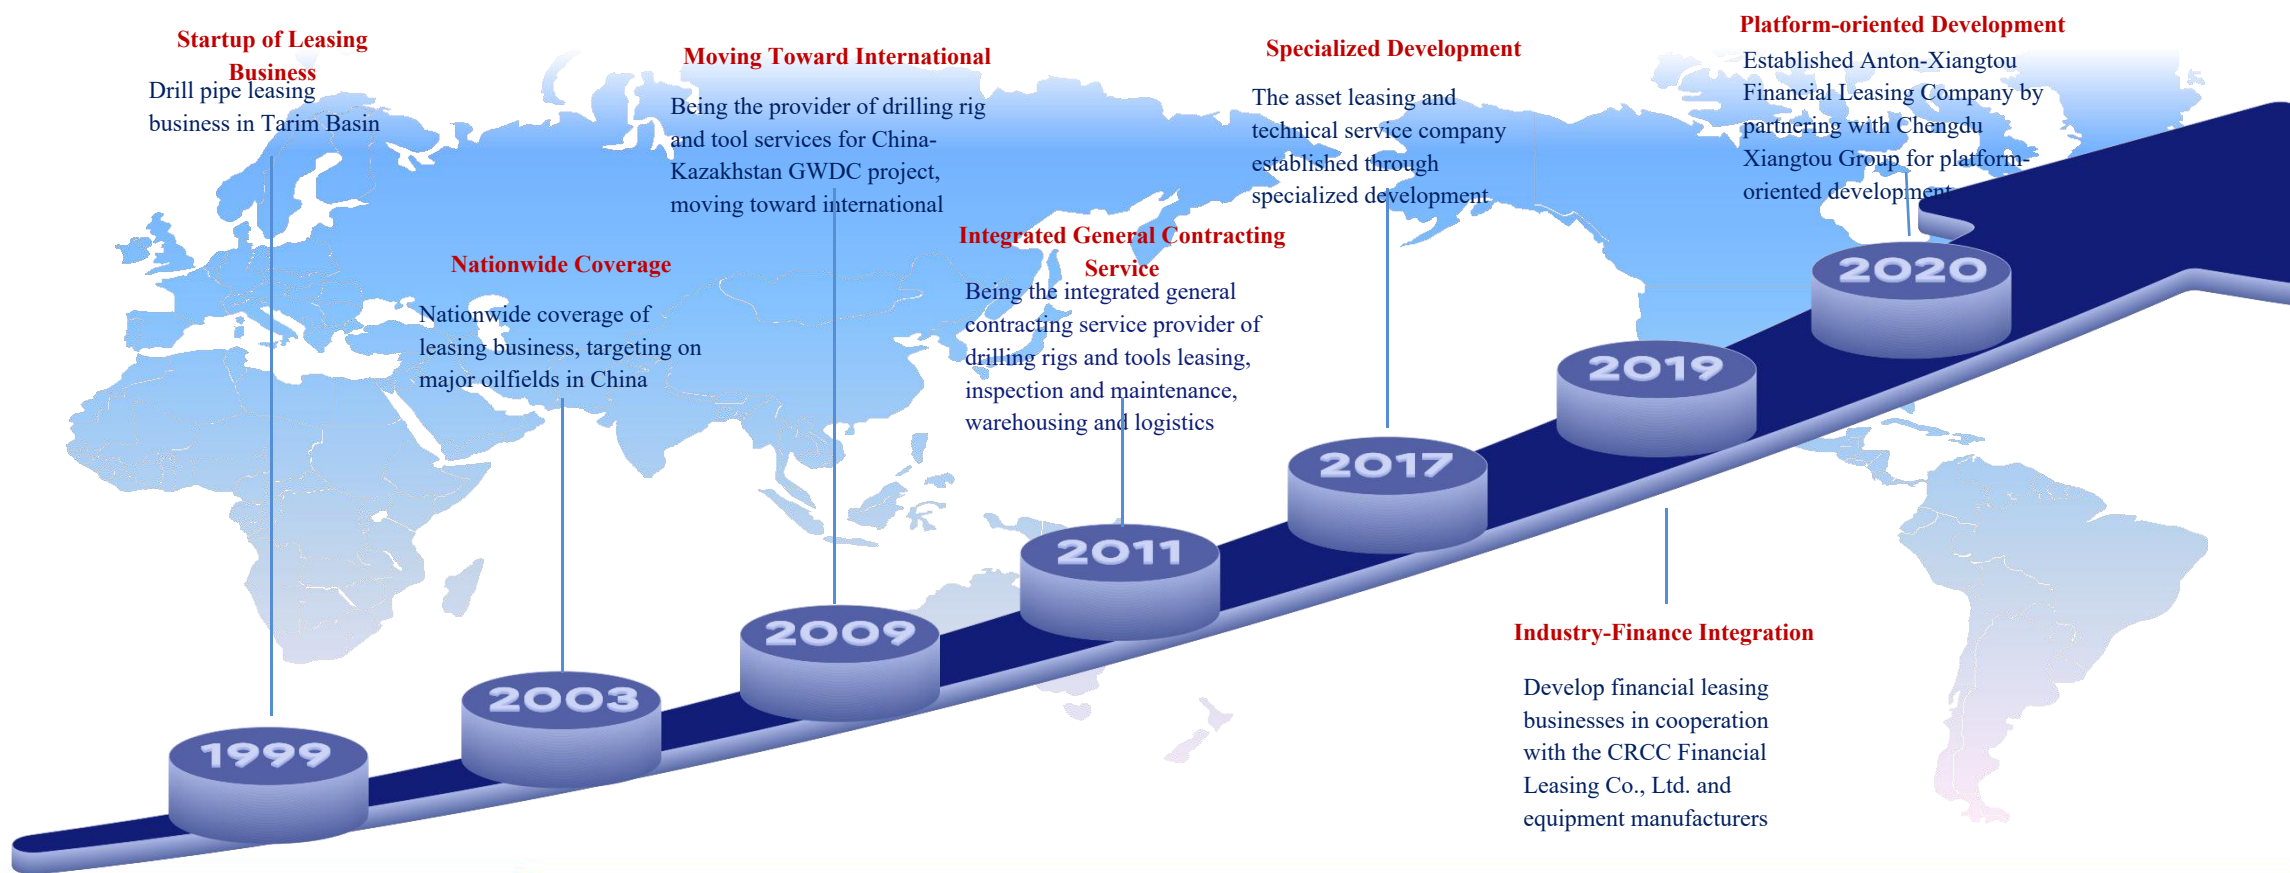 Startup of Leasing
Business
Drill pipe leasing
business in Tarim Basin
1999
Nationwide Coverage
Nationwide coverage of
leasing business, targeting on
major oilfields in China
2003
Moving Toward International
Being the provider of drilling rig
and tool services for China-
Kazakhstan GWDC project,
moving toward international
2009
Integrated General Contracting
Service
Being the integrated general
contracting service provider of
drilling rigs and tools leasing,
inspection and maintenance,
warehousing and logistics
2011
Specialized Development
The asset leasing and
technical service company
established through
specialized development
2017
2019
Industry-Finance Integration
Develop financial leasing
businesses in cooperation
with the CRCC Financial
Leasing Co., Ltd. and
equipment manufacturers
Platform-oriented Development
Established Anton-Xiangtou
Financial Leasing Company by
partnering with Chengdu
Xiangtou Group for platform-
oriented development
2020